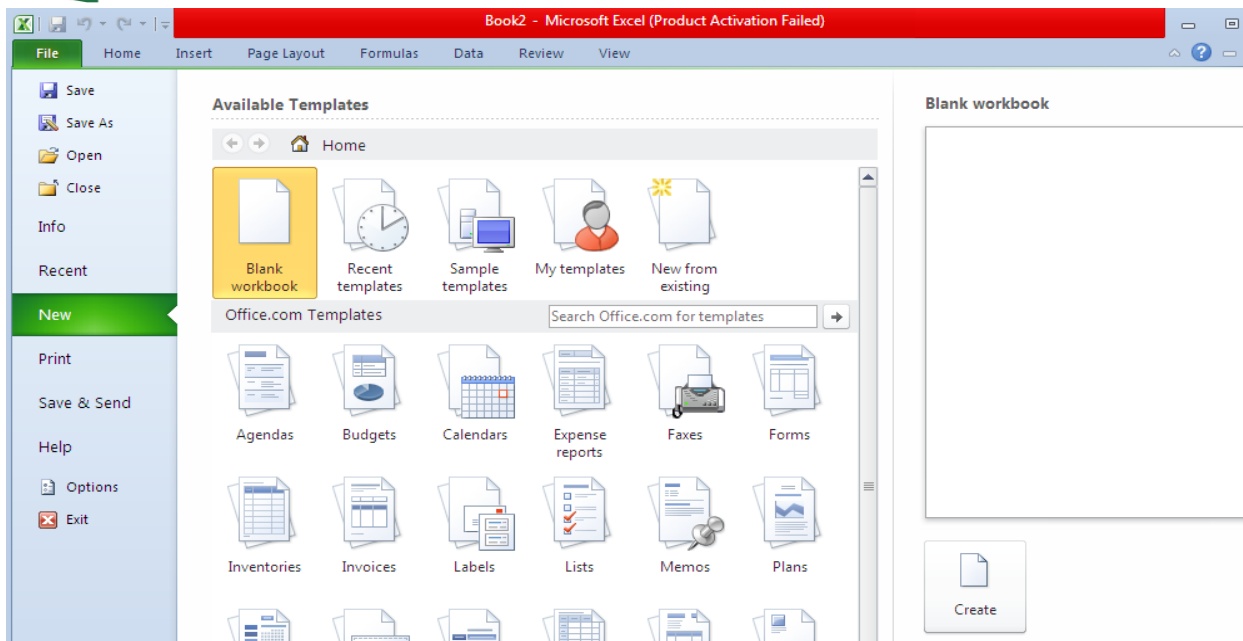 Book2 - Microsoft Excel (Product Activation Failed)
File Home Insert Page Layout Formulas Data Review View
Save
Save As
Open
Close
Info
Recent
New
Print
Save & Send
Help
Options
Exit
Available Templates
Home
Blank
workbook
Recent
templates
Sample
templates
My templates
New from
existing
Office.com Templates
Search Office.com for templates
Agendas
Budgets
Calendars
Expense
reports
Faxes
Forms
Inventories
Invoices
Labels
Lists
Memos
Plans
Blank workbook
Create